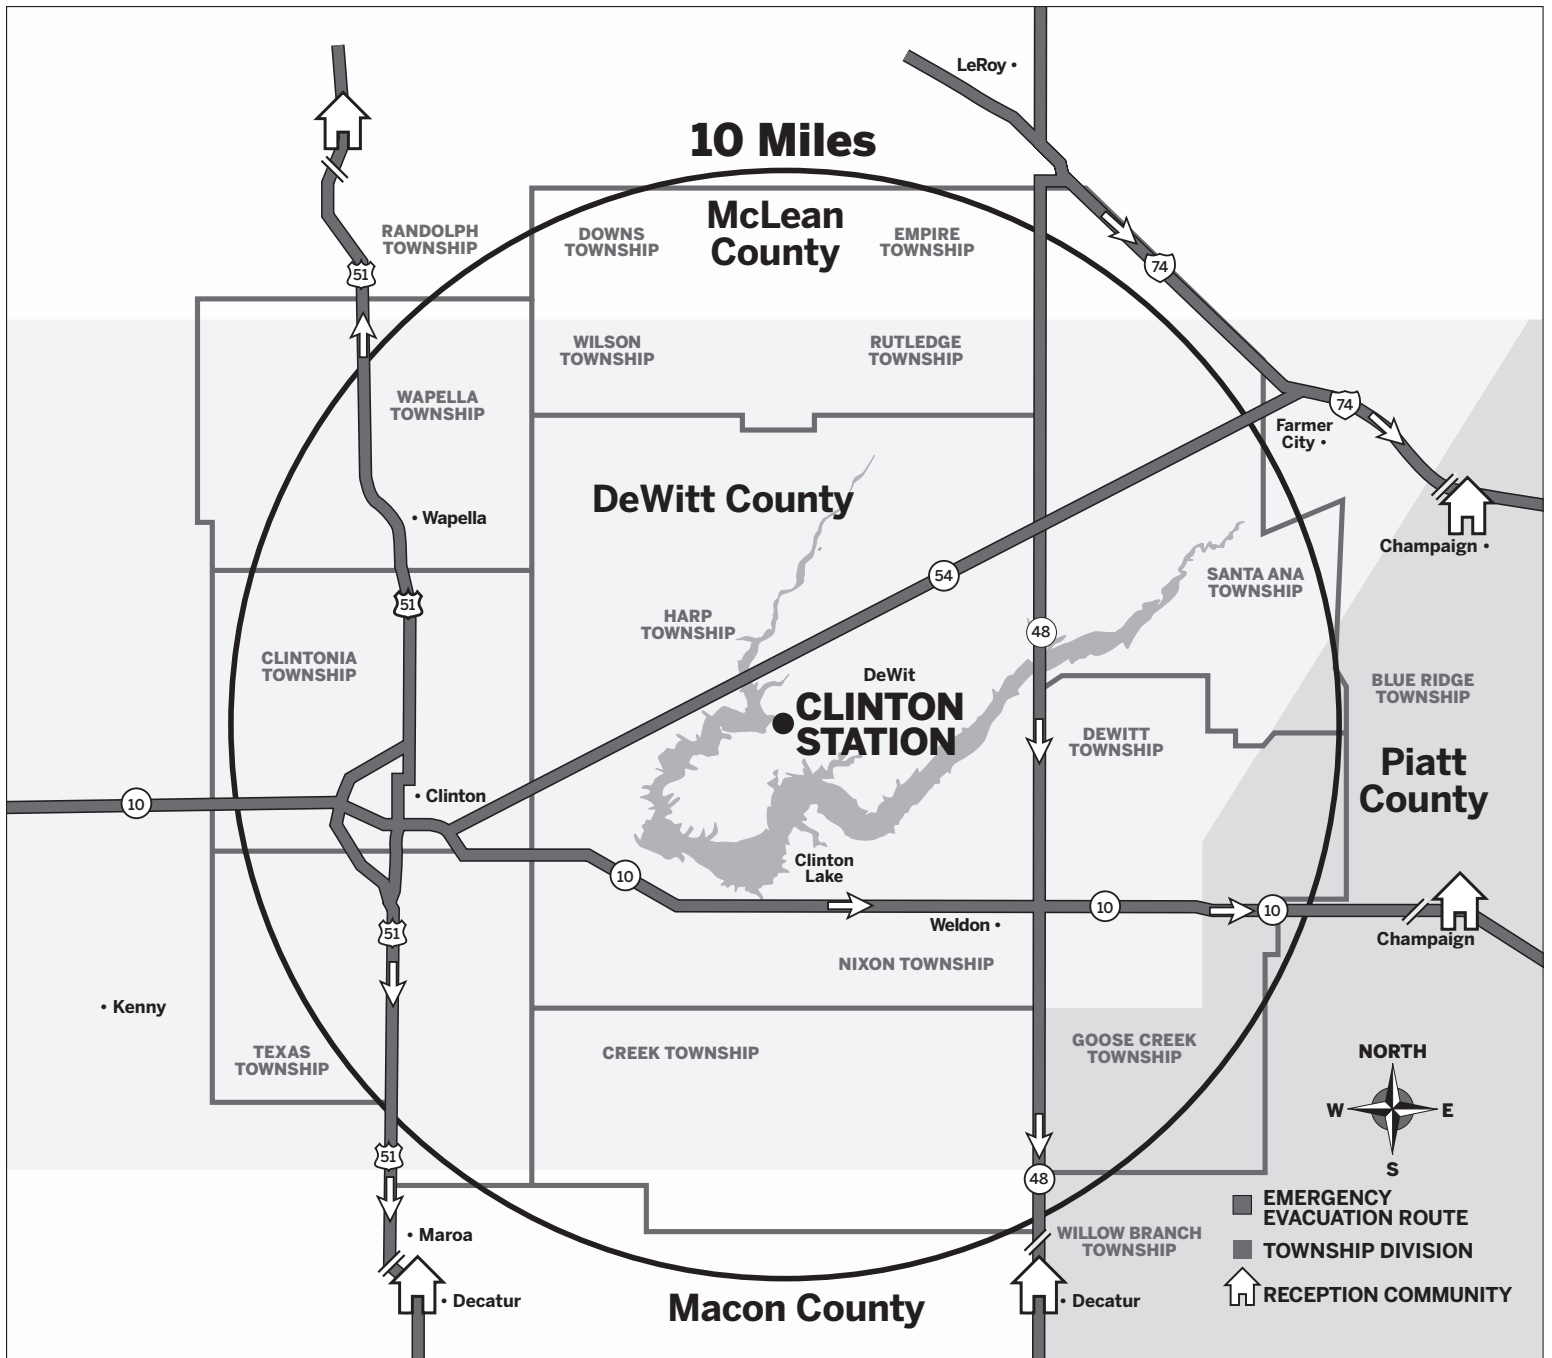 LeRoy •
10 Miles
McLean
County
RANDOLPH
TOWNSHIP
DOWNS
TOWNSHIP
EMPIRE
TOWNSHIP
51
74
WILSON
TOWNSHIP
RUTLEDGE
TOWNSHIP
WAPELLA
TOWNSHIP
74
Farmer
City •
DeWitt County
• Wapella
Champaign •
54
SANTA ANA
TOWNSHIP
51
HARP
TOWNSHIP
48
CLINTONIA
TOWNSHIP
DeWit
CLINTON
STATION
BLUE RIDGE
TOWNSHIP
DEWITT
TOWNSHIP
Piatt
County
10
• Clinton
Clinton
Lake
10
10
10
Weldon •
51
Champaign
NIXON TOWNSHIP
• Kenny
TEXAS
TOWNSHIP
CREEK TOWNSHIP
GOOSE CREEK
TOWNSHIP
NORTH
W
E
S
51
48
EMERGENCY
EVACUATION ROUTE
TOWNSHIP DIVISION
RECEPTION COMMUNITY
• Maroa
WILLOW BRANCH
TOWNSHIP
• Decatur
Macon County
• Decatur